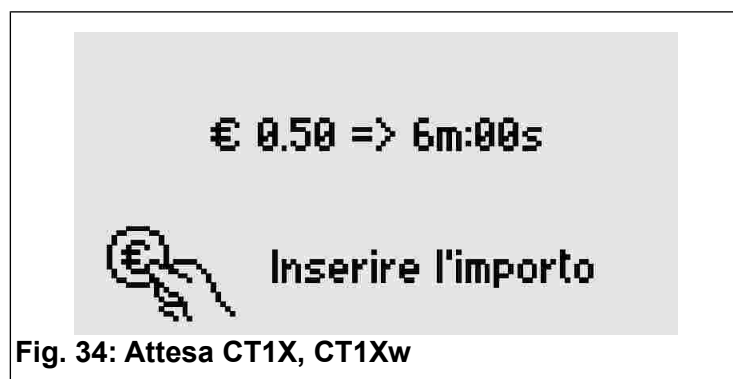 € 0.50 => 6m:00s
€
Inserire l'importo
Fig. 34: Attesa CT1X, CT1Xw